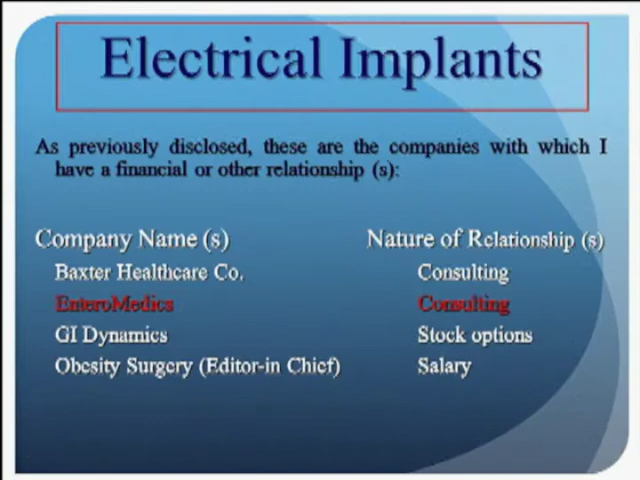 Electrical Implants
As previously disclosed, these are the companies with which I
have a financial or other relationship (s):
Company Name (s) Nature of Relationship (s)
Baxter Healthcare Co. Consulting
EnteroMedics Consulting
GI Dynamics Stock options
Obesity Surgery (Editor-in Chief) Salary